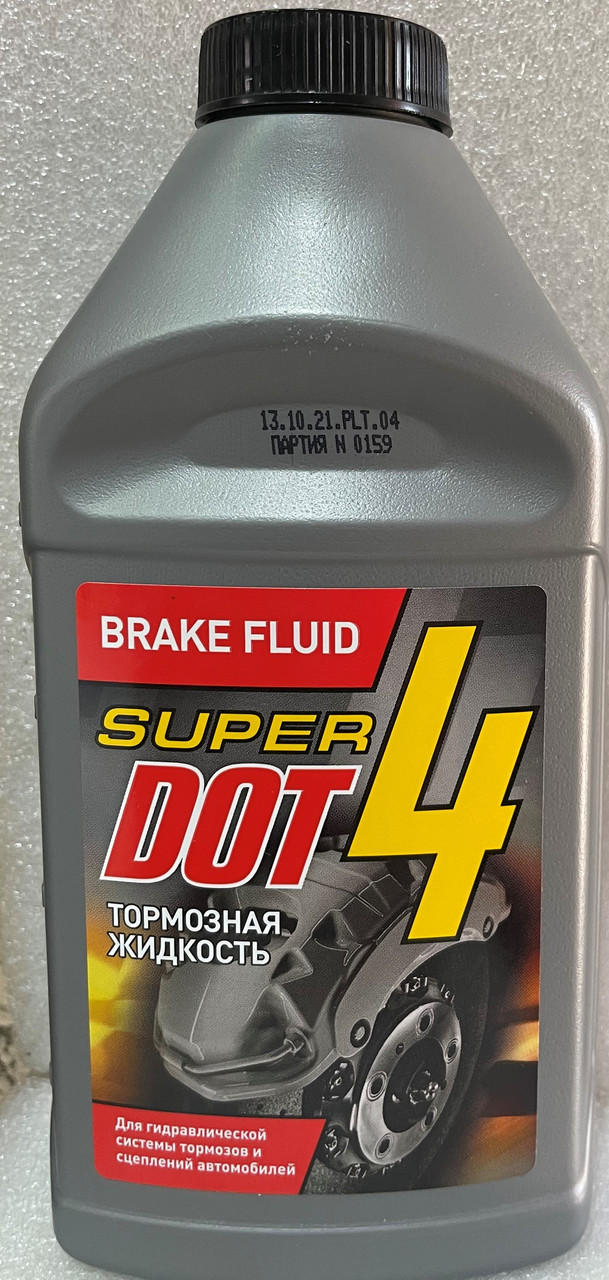 13.10.21.PLT.04
ПАРТИЯ N 0159
BRAKE FLUID
SUPER
DOT 4
ТОРМОЗНАЯ
ЖИДКОСТЬ
Для гидравлической
системы тормозов и
сцеплений автомобилей